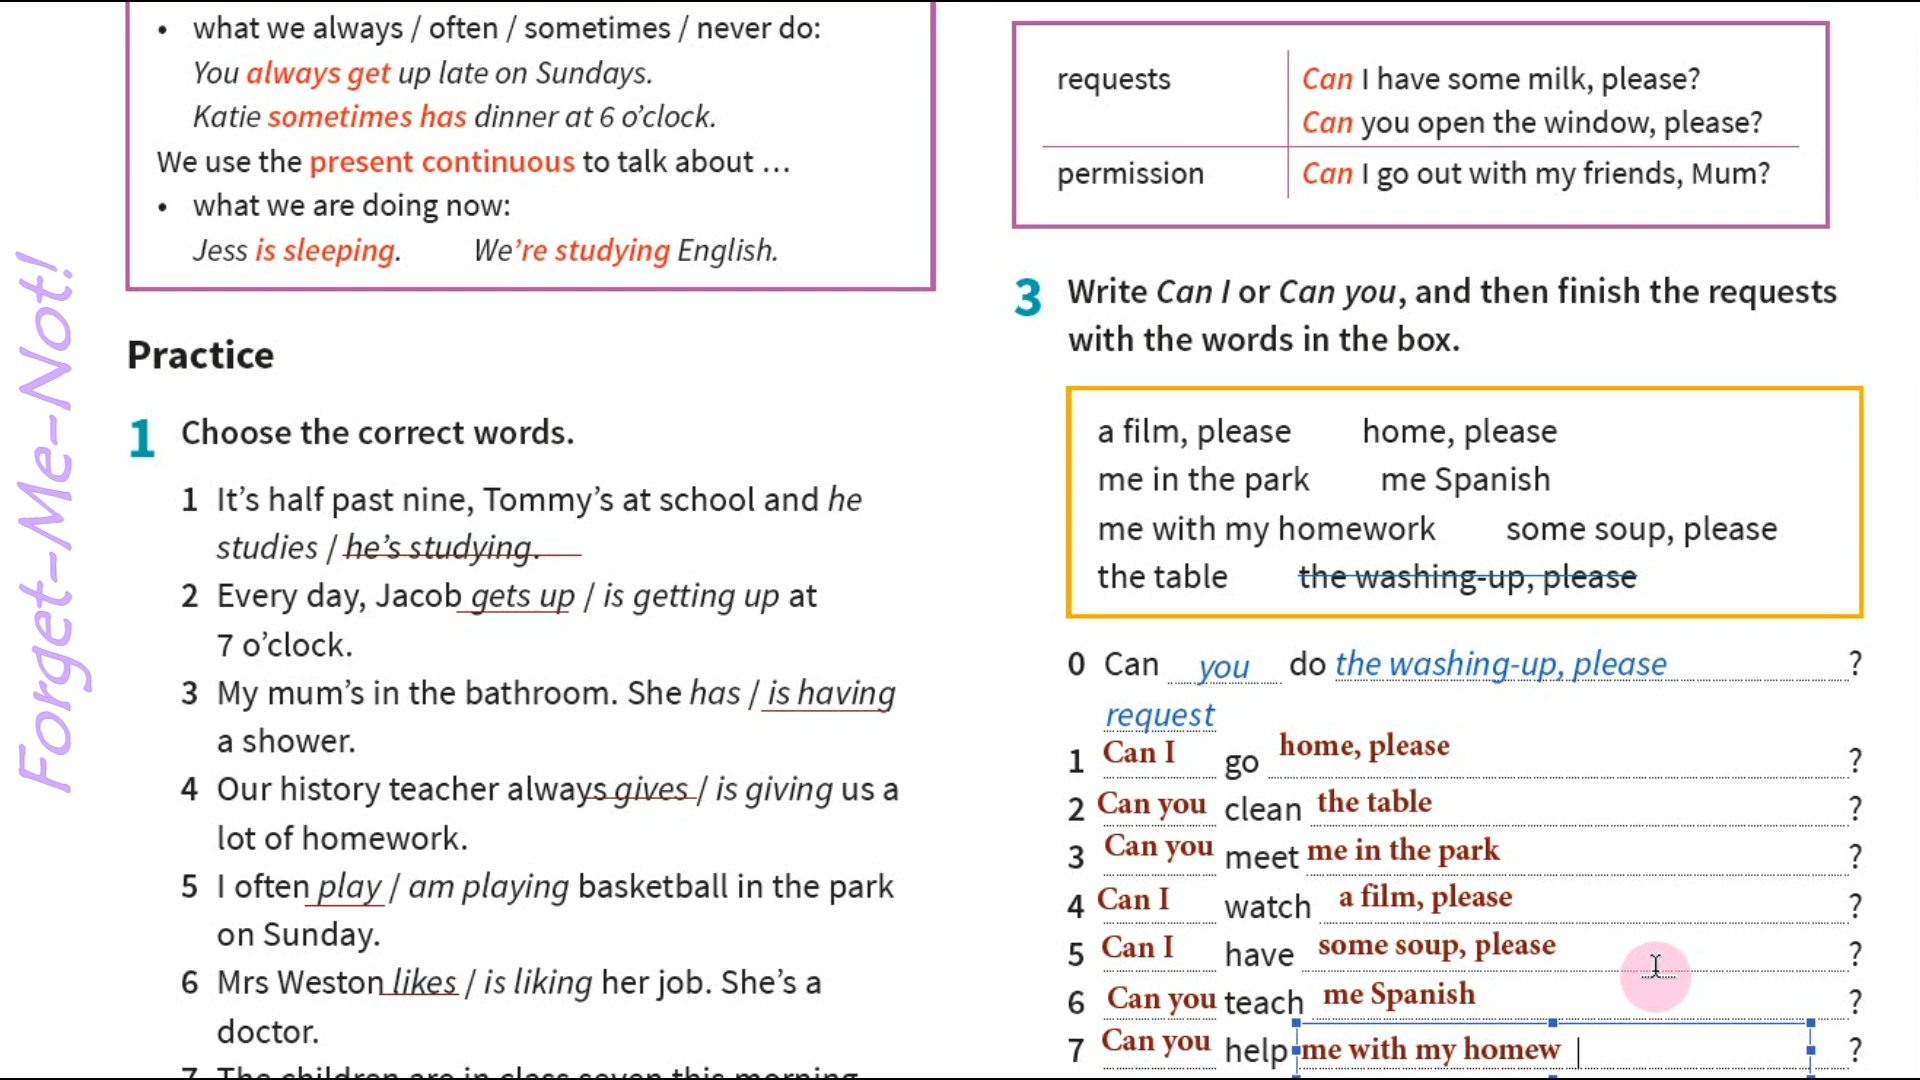 • what we always / often / sometimes / never do:
You always get up late on Sundays.
Katie sometimes has dinner at 6 o’clock.
We use the present continuous to talk about …
• what we are doing now:
Jess is sleeping. We’re studying English.
Forget-Me-Not!
Practice
1 Choose the correct words.
1 It’s half past nine, Tommy’s at school and he
studies / he’s studying.
2 Every day, Jacob gets up / is getting up at
7 o’clock.
3 My mum’s in the bathroom. She has / is having
a shower.
4 Our history teacher always gives / is giving us a
lot of homework.
5 I often play / am playing basketball in the park
on Sunday.
6 Mrs Weston likes / is liking her job. She’s a
doctor.
7 The children are in class seven this morning
requests Can I have some milk, please?
Can you open the window, please?
permission Can I go out with my friends, Mum?
3 Write Can I or Can you, and then finish the requests
with the words in the box.
a film, please home, please
me in the park me Spanish
me with my homework some soup, please
the table the washing-up, please
0 Can you do the washing-up, please ?
request
1 Can I go home, please ?
2 Can you clean the table ?
3 Can you meet me in the park ?
4 Can I watch a film, please ?
5 Can I have some soup, please ?
6 Can you teach me Spanish ?
7 Can you help me with my homew ?